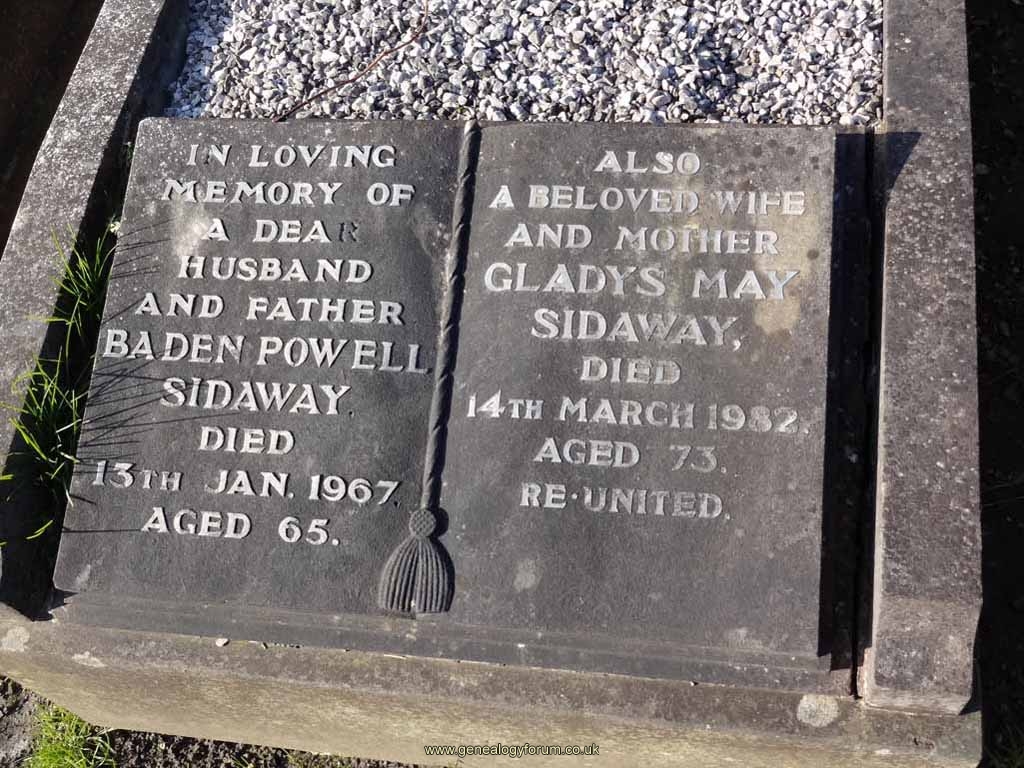 IN LOVING
MEMORY OF
A DEAR
HUSBAND
AND FATHER
BADEN POWELL
SIDAWAY.
DIED
13TH JAN. 1967.
AGED 65.
ALSO
A BELOVED WIFE
AND MOTHER
GLADYS MAY
SIDAWAY,
DIED
14TH MARCH 1982.
AGED 73.
RE·UNITED.
www.genealogyforum.co.uk